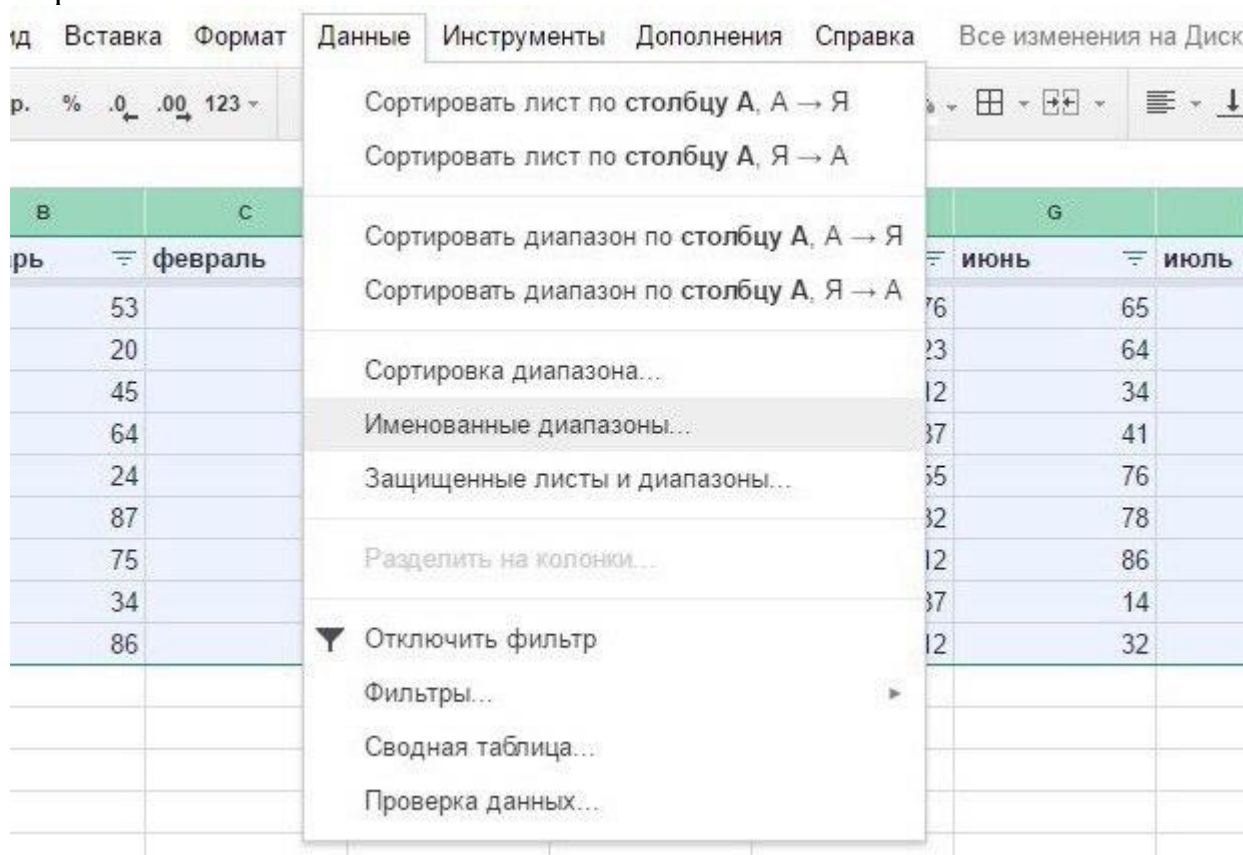 ид Вставка Формат Данные Инструменты Дополнения Справка Все изменения на Диск
р. % .0 .00 123
Сортировать лист по столбцу A, А → Я
Сортировать лист по столбцу A, Я → А
B C G
Сортировать диапазон по столбцу A, А → Я
рь февраль июнь июль
Сортировать диапазон по столбцу A, Я → А
53 76 65
20 23 64
Сортировка диапазона...
45 12 34
Именованные диапазоны...
64 37 41
Защищенные листы и диапазоны...
24 55 76
87 32 78
Разделить на колонки...
75 12 86
34 37 14
Отключить фильтр
86 12 32
Фильтры...
Сводная таблица...
Проверка данных...